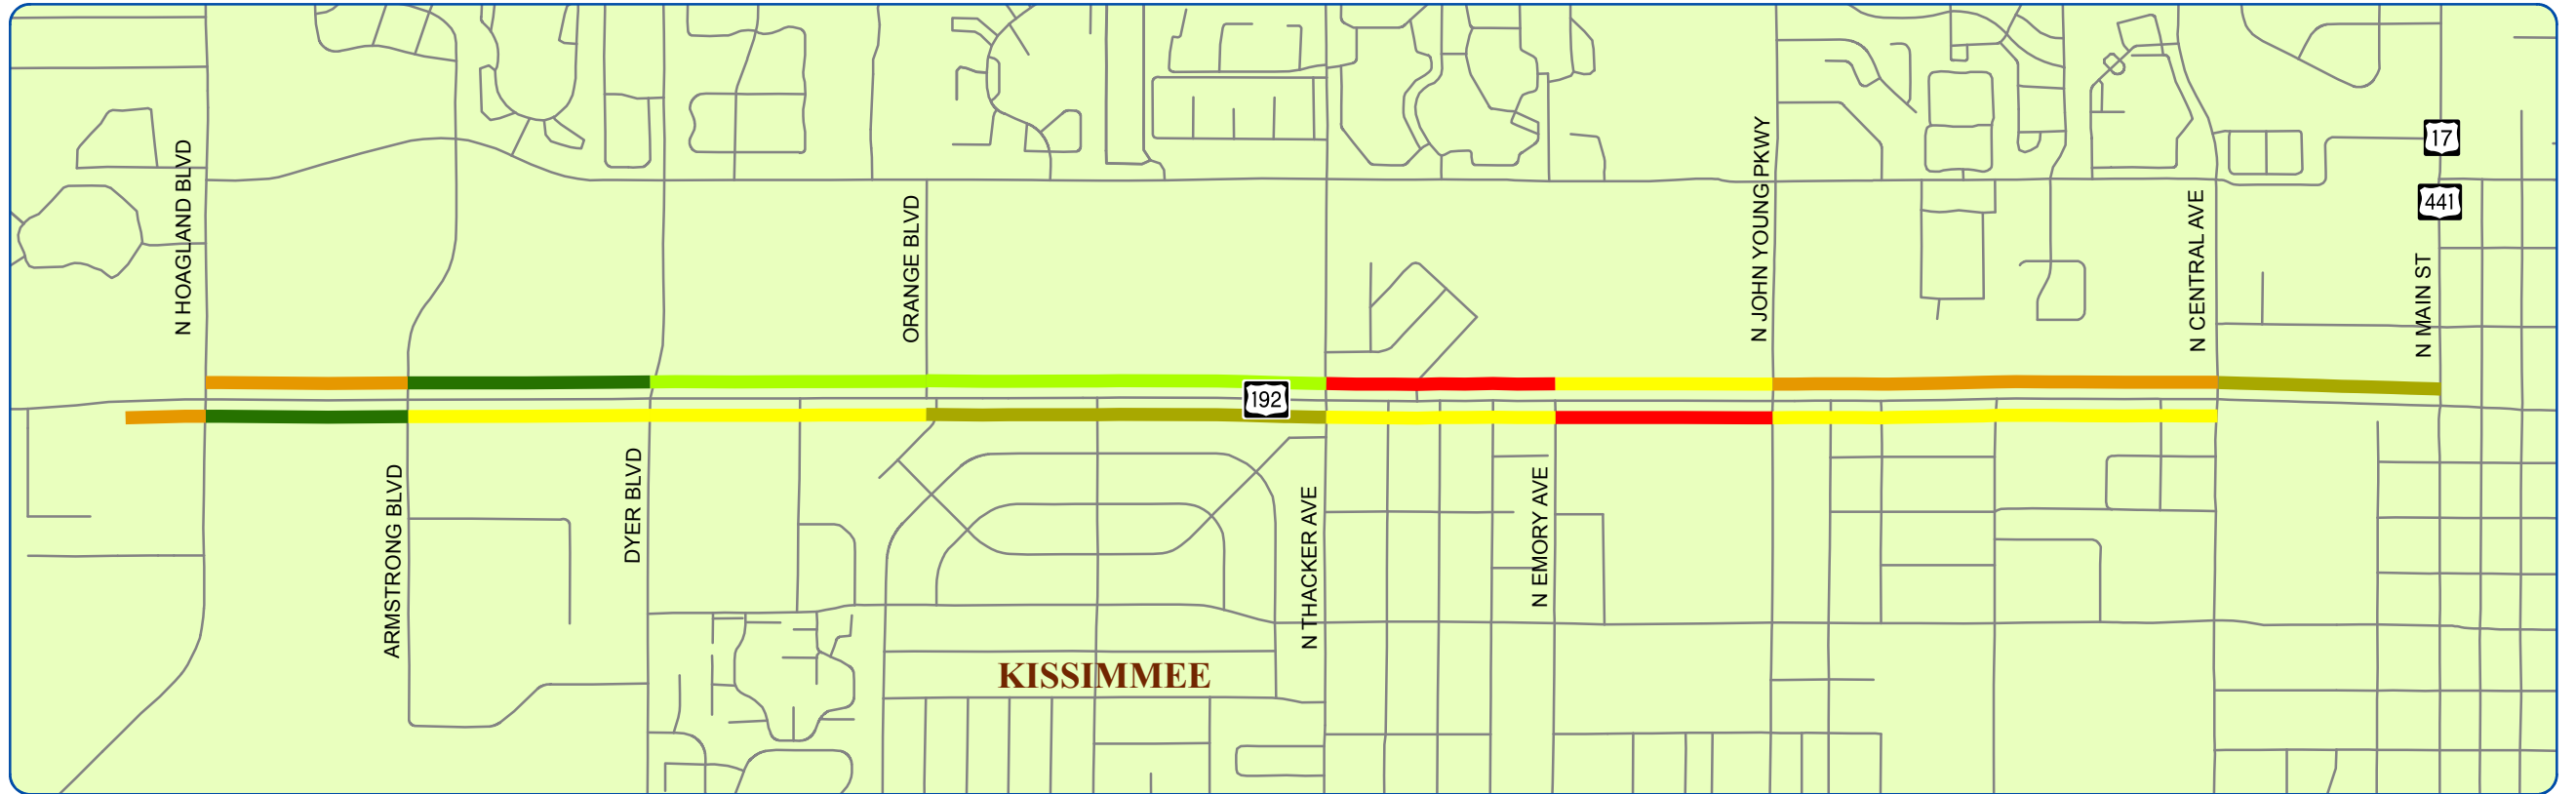 N HOAGLAND BLVD
ARMSTRONG BLVD
DYER BLVD
ORANGE BLVD
192
N THACKER AVE
N EMORY AVE
N JOHN YOUNG PKWY
N CENTRAL AVE
N MAIN ST
17
441
KISSIMMEE